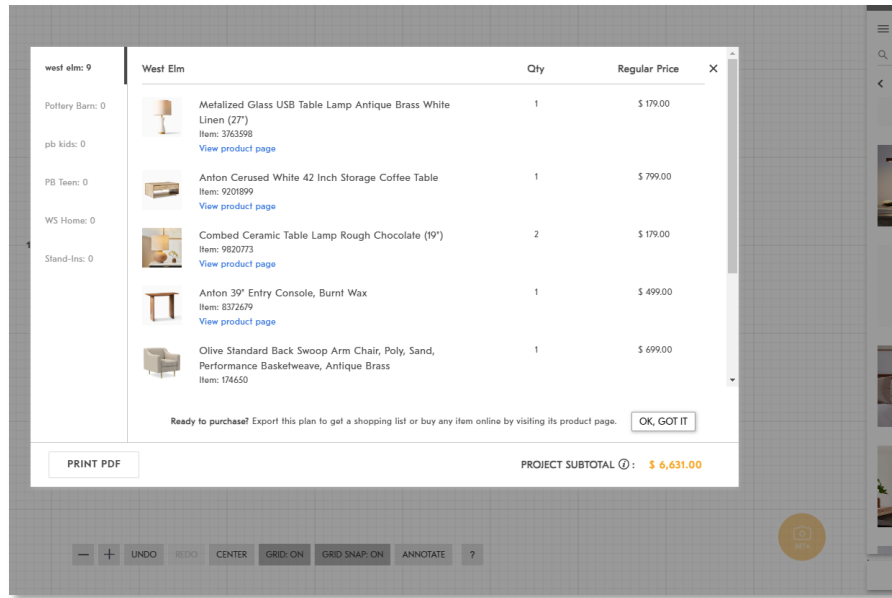 west elm: 9
Pottery Barn: 0
pb kids: 0
PB Teen: 0
WS Home: 0
Stand-Ins: 0
West Elm Qty Regular Price ×
Metalized Glass USB Table Lamp Antique Brass White 1 $ 179.00
Linen (27")
Item: 3763598
View product page
Anton Cerused White 42 Inch Storage Coffee Table 1 $ 799.00
Item: 9201899
View product page
Combed Ceramic Table Lamp Rough Chocolate (19") 2 $ 179.00
Item: 9820773
View product page
Anton 39" Entry Console, Burnt Wax 1 $ 499.00
Item: 8372679
View product page
Olive Standard Back Swoop Arm Chair, Poly, Sand, 1 $ 699.00
Performance Basketweave, Antique Brass
Item: 174650
Ready to purchase? Export this plan to get a shopping list or buy any item online by visiting its product page. OK, GOT IT
PRINT PDF PROJECT SUBTOTAL i : $ 6,631.00
— + UNDO REDO CENTER GRID: ON GRID SNAP: ON ANNOTATE ?
BETA